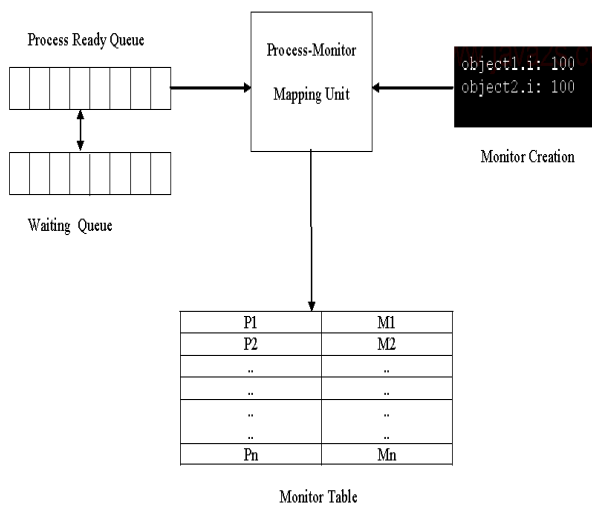 Process Ready Queue
Process-Monitor
Mapping Unit
object1.i: 100
object2.i: 100
Monitor Creation
Waiting Queue
P1 M1
P2 M2
.. ..
.. ..
.. ..
.. ..
Pn Mn
Monitor Table